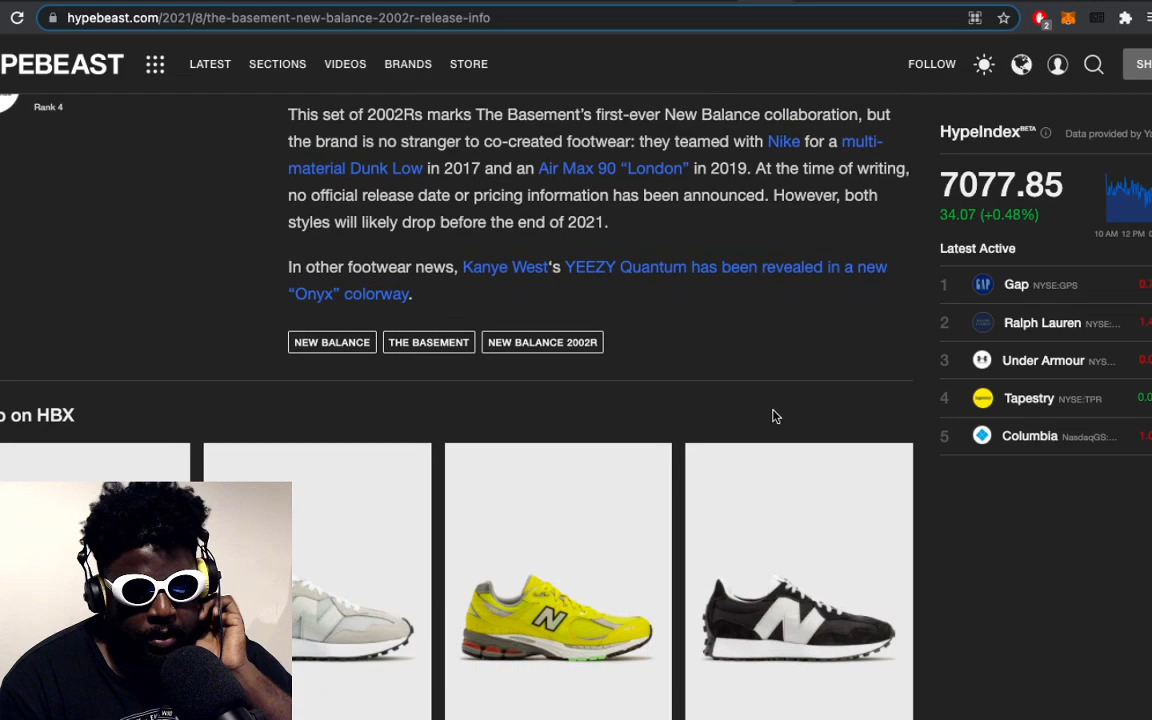 hypebeast.com/2021/8/the-basement-new-balance-2002r-release-info
2
PEBEAST
LATEST
SECTIONS
VIDEOS
BRANDS
STORE
FOLLOW
SH
Rank 4
This set of 2002Rs marks The Basement’s first-ever New Balance collaboration, but
the brand is no stranger to co-created footwear: they teamed with Nike for a multi-
material Dunk Low in 2017 and an Air Max 90 “London” in 2019. At the time of writing,
no official release date or pricing information has been announced. However, both
styles will likely drop before the end of 2021.
In other footwear news, Kanye West‘s YEEZY Quantum has been revealed in a new
“Onyx” colorway.
NEW BALANCE
THE BASEMENT
NEW BALANCE 2002R
HypeIndex BETA
Data provided by
7077.85
34.07 (+0.48%)
10 AM 12 PM
Latest Active
1 GAP Gap NYSE:GPS
2 Ralph Lauren NYSE:...
3 Under Armour NYS...
4 Tapestry NYSE:TPR
5 Columbia NasdaqGS:...
on HBX
N
N
N